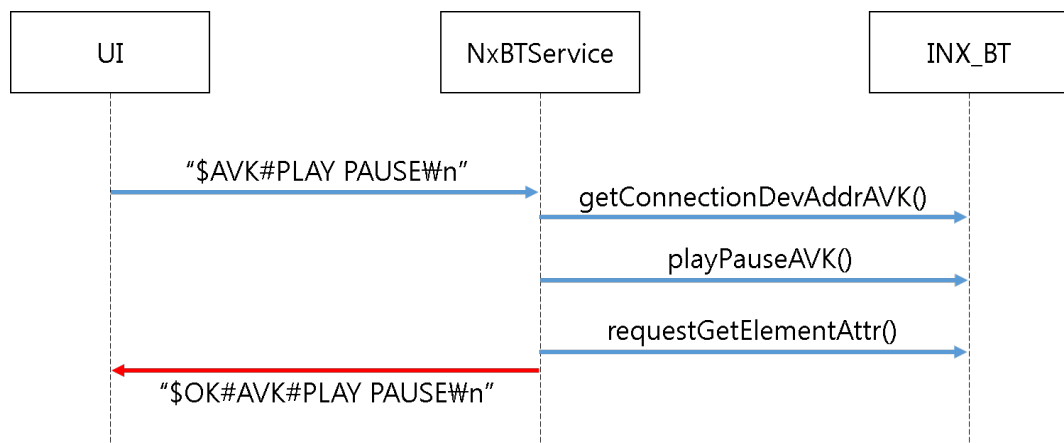 UI
NxBTService
INX_BT
“$AVK#PLAY PAUSE₩n”
getConnectionDevAddrAVK()
playPauseAVK()
requestGetElementAttr()
“$OK#AVK#PLAY PAUSE₩n”